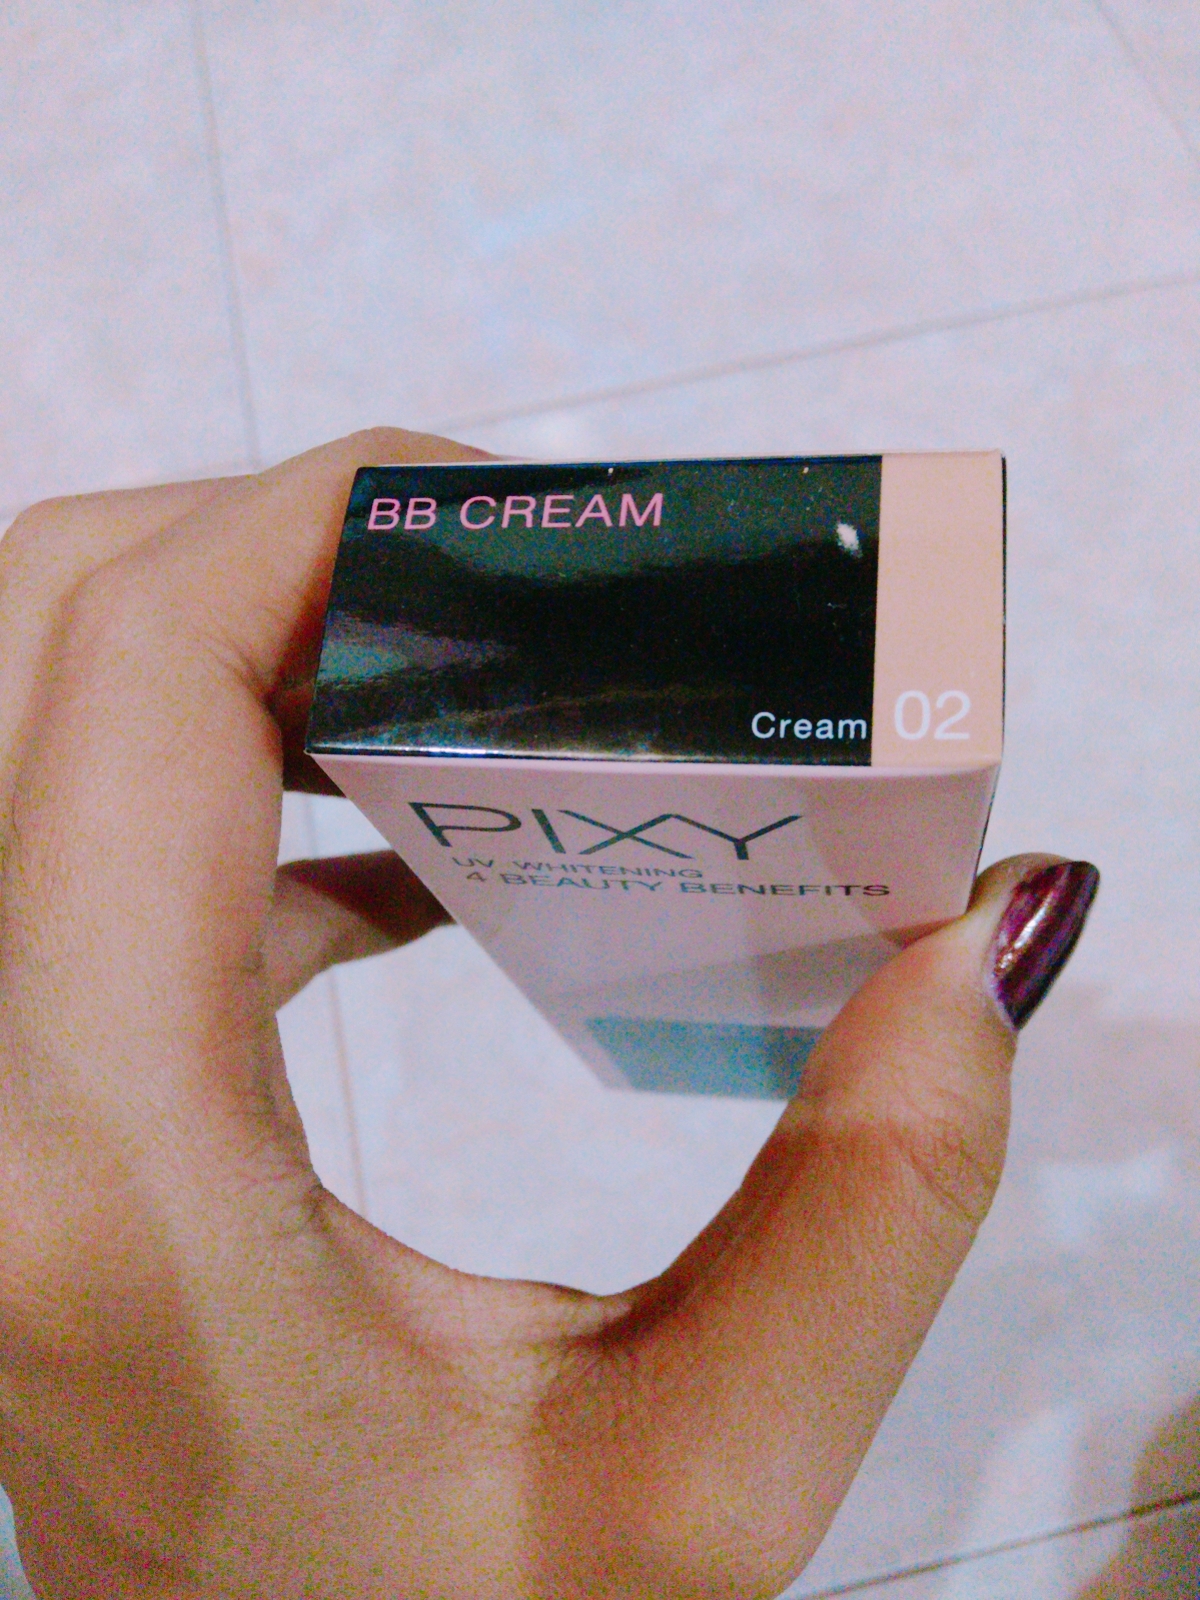 BB CREAM
Cream 02
PIXY
UV WHITENING
4 BEAUTY BENEFITS